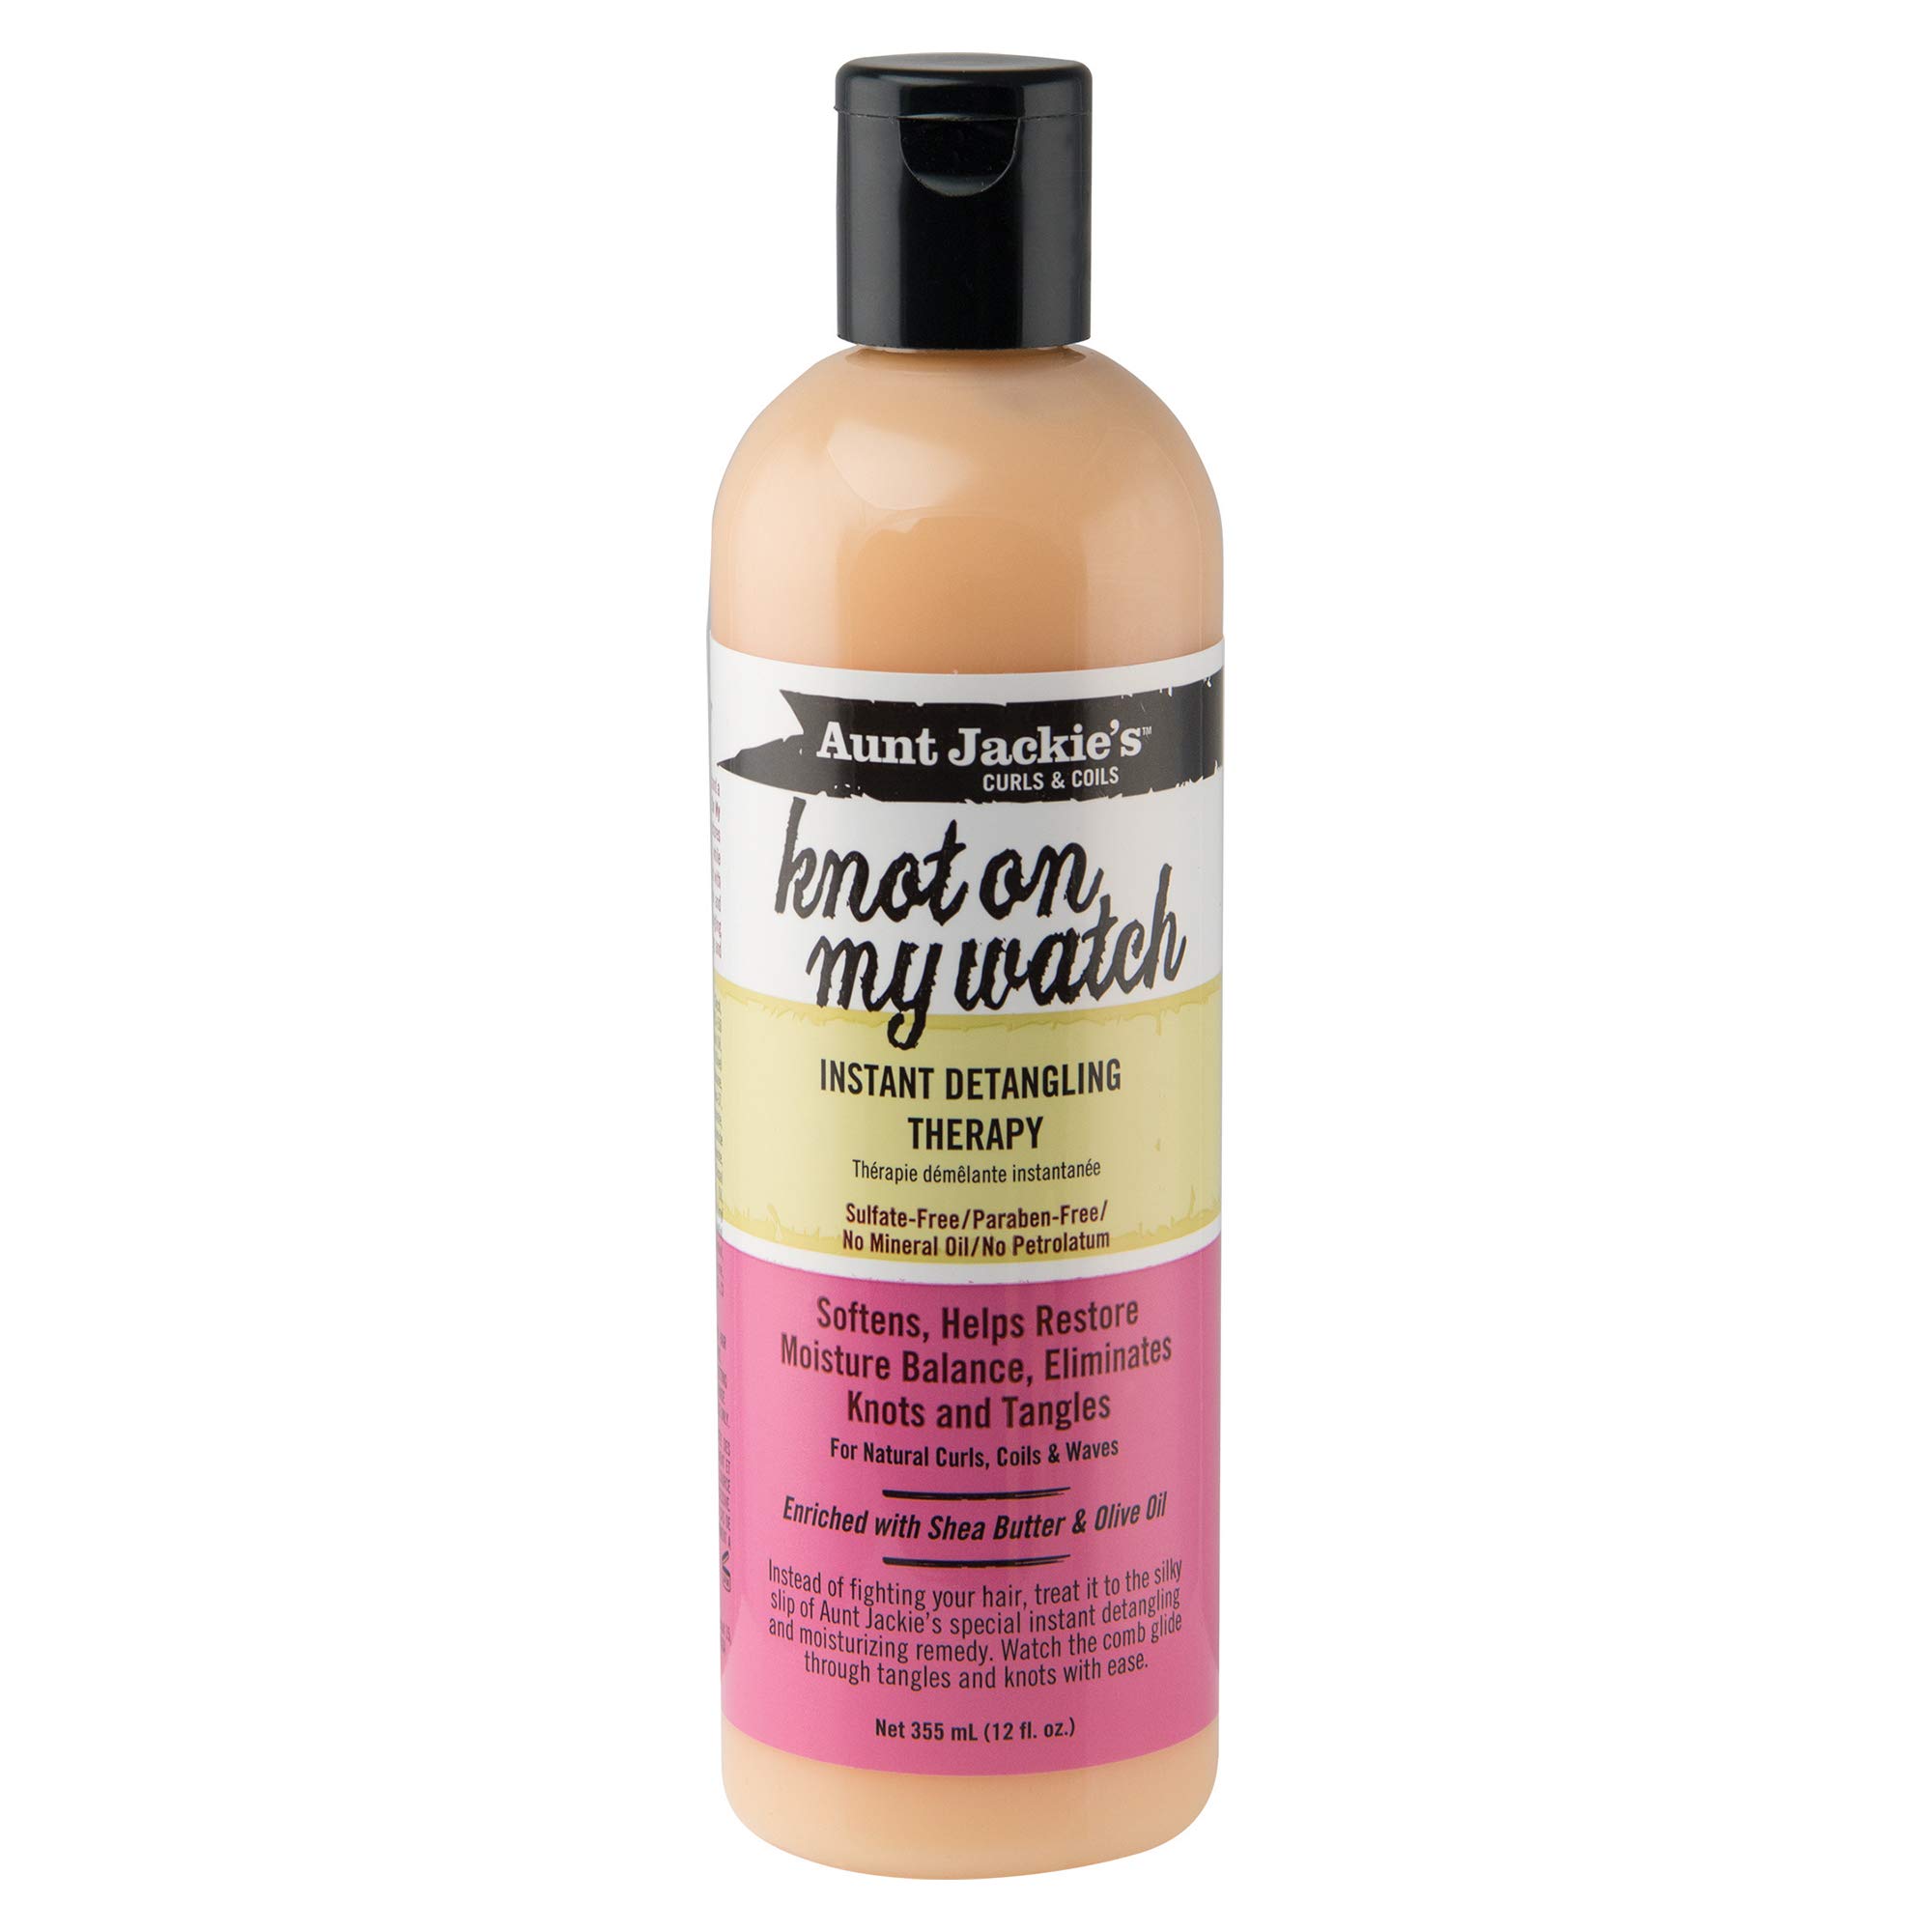 Aunt Jackie's™
CURLS & COILS
knot on
my watch
INSTANT DETANGLING
THERAPY
Thérapie démêlante instantanée
Sulfate-Free/Paraben-Free/
No Mineral Oil/No Petrolatum
Softens, Helps Restore
Moisture Balance, Eliminates
Knots and Tangles
For Natural Curls, Coils & Waves
Enriched with Shea Butter & Olive Oil
Instead of fighting your hair, treat it to the silky
slip of Aunt Jackie's special instant detangling
and moisturizing remedy. Watch the comb glide
through tangles and knots with ease.
Net 355 mL (12 fl. oz.)